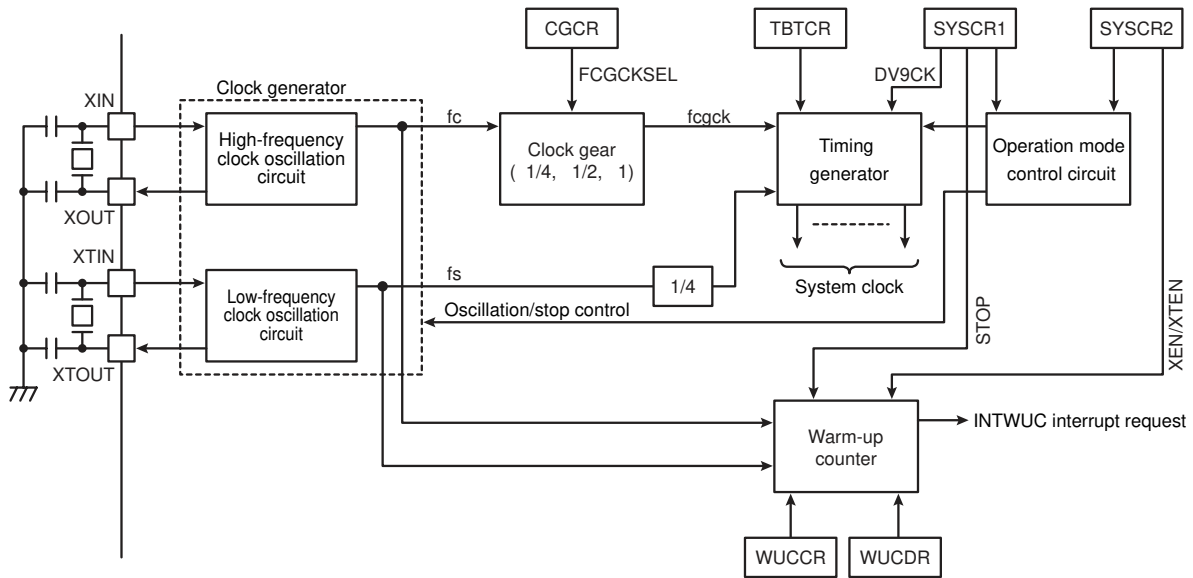 CGCR
TBTCR
SYSCR1
SYSCR2
FCGCKSEL
DV9CK
Clock generator
XIN
High-frequency
clock oscillation
circuit
fc
Clock gear
( 1/4, 1/2, 1)
fcgck
Timing
generator
Operation mode
control circuit
XOUT
XTIN
Low-frequency
clock oscillation
circuit
fs
1/4
System clock
Oscillation/stop control
STOP
XEN/XTEN
XTOUT
Warm-up
counter
INTWUC interrupt request
WUCCR
WUCDR